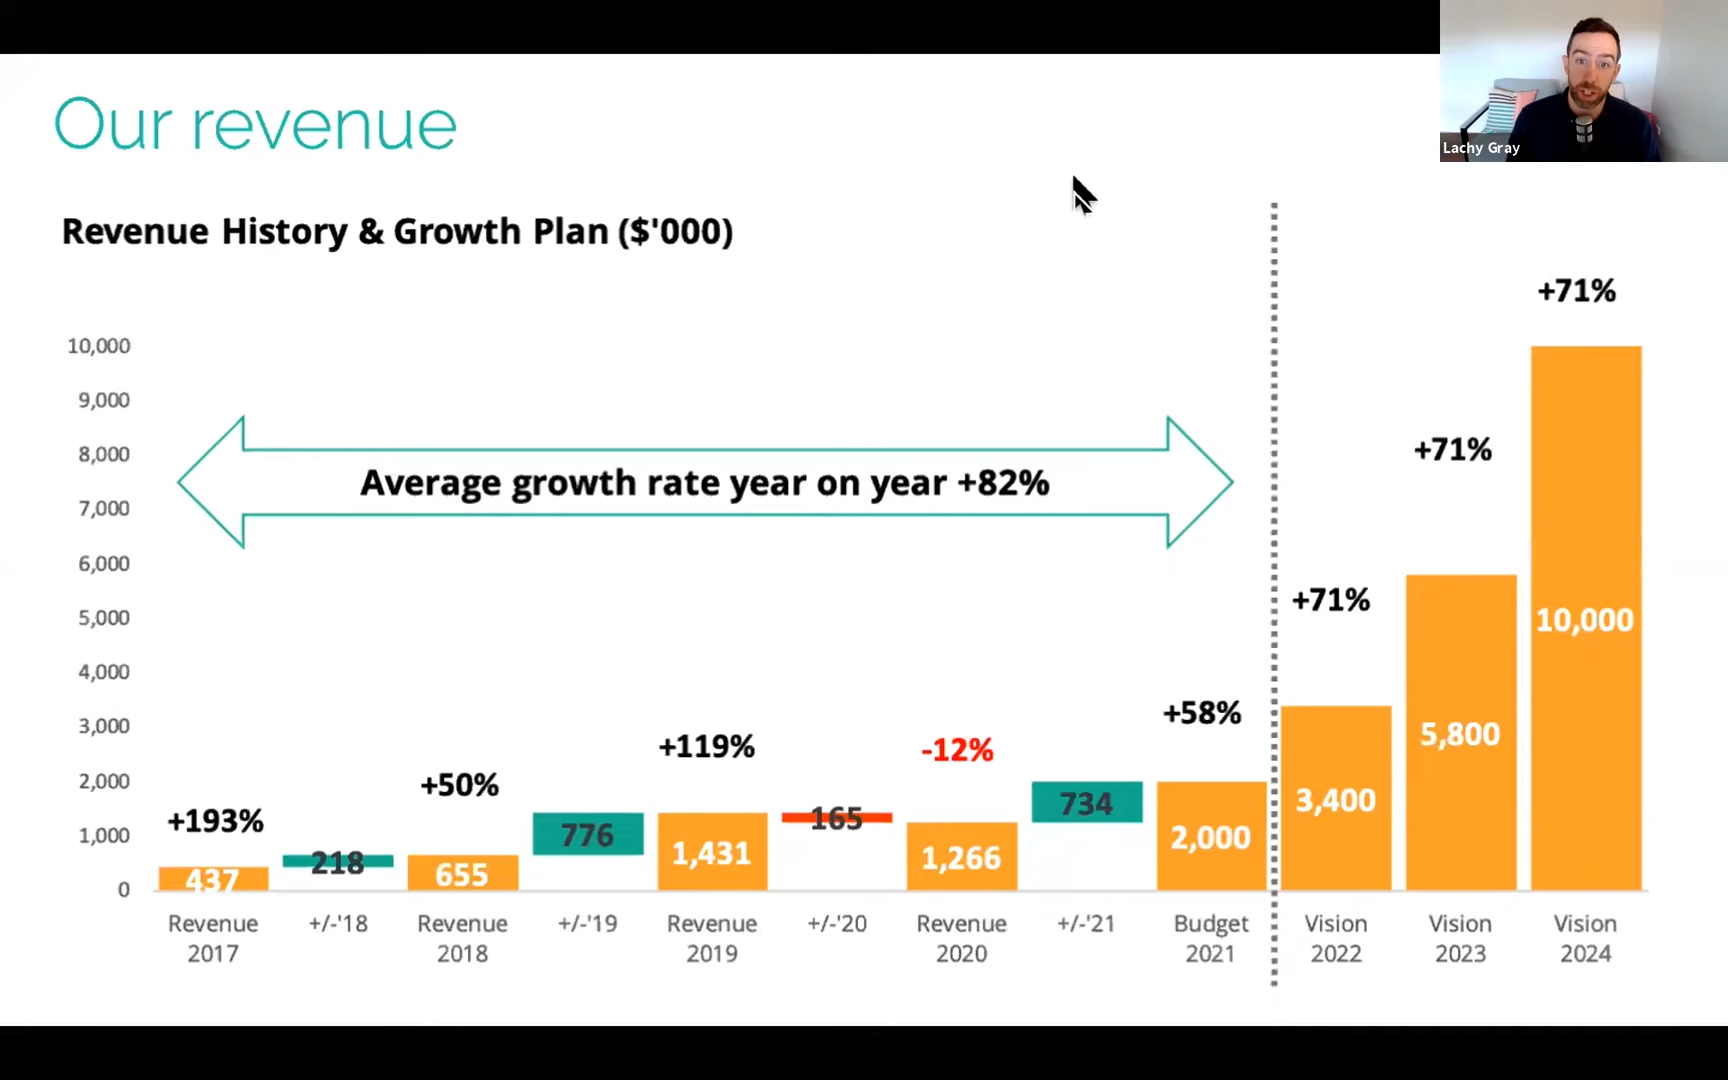 Our revenue
Lachy Gray
Revenue History & Growth Plan ($'000)
+71%
10,000
9,000
+71%
8,000
Average growth rate year on year +82%
7,000
6,000
+71%
5,000
10,000
4,000
+58%
3,000
5,800
+119%
-12%
2,000
+50%
3,400
734
+193%
165
1,000
776
2,000
1,431
1,266
218
655
437
0
Revenue 2017
+/-'18
Revenue 2018
+/-'19
Revenue 2019
+/-'20
Revenue 2020
+/-'21
Budget 2021
Vision 2022
Vision 2023
Vision 2024